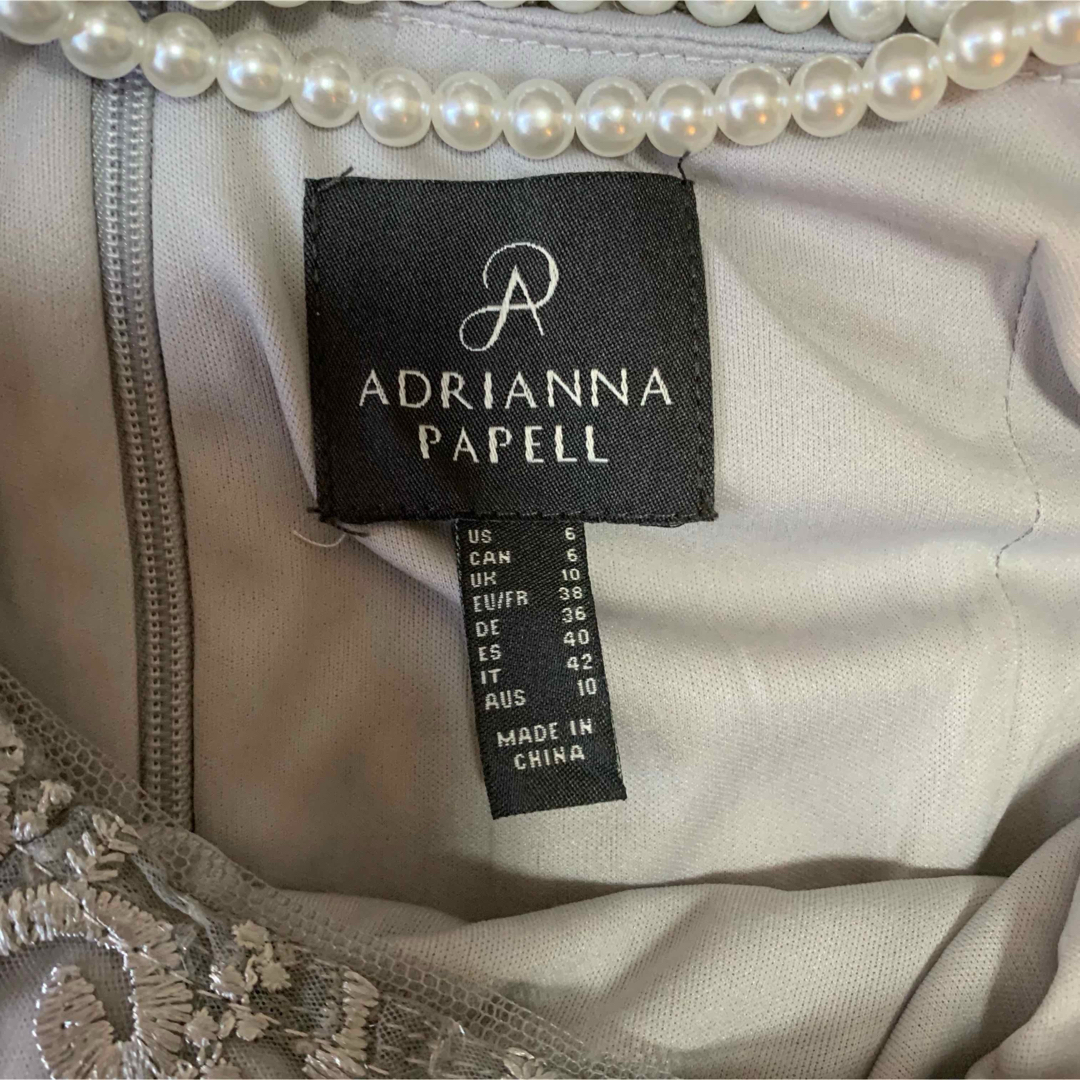 ADRIANNA
PAPELL
US 6
CAN 6
UK 10
EU/FR 38
DE 36
ES 40
IT 42
AUS 10
MADE IN
CHINA